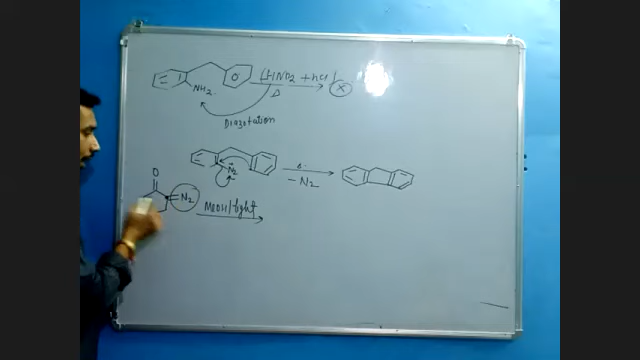 HNO2 + HCl
NH2.
Δ
X
Diazotation
N2
- N2
O
= N2
MeOH/light